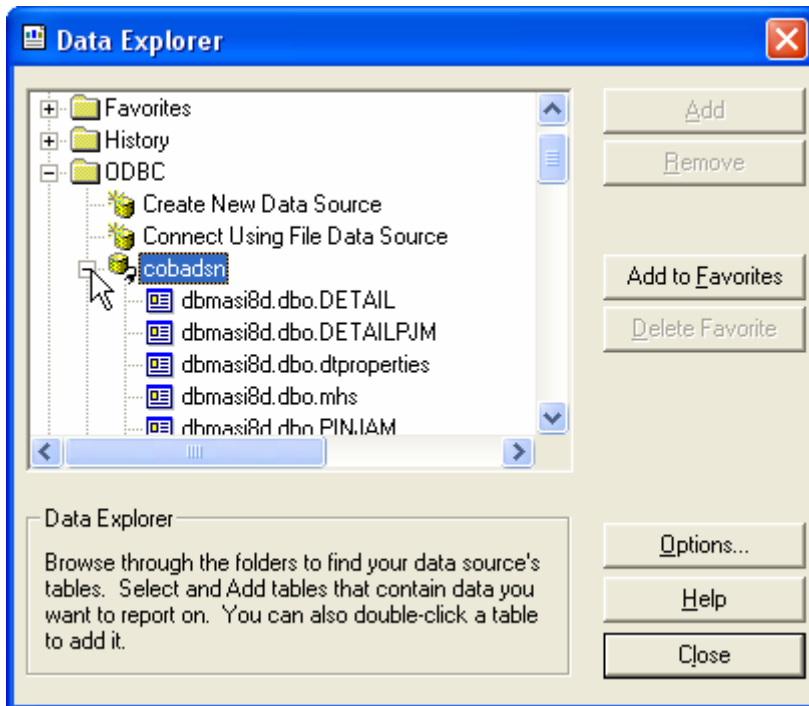 Data Explorer
Favorites
History
ODBC
Create New Data Source
Connect Using File Data Source
cobadsn
dbmasi8d.dbo.DETAIL
dbmasi8d.dbo.DETAILPJM
dbmasi8d.dbo.dtproperties
dbmasi8d.dbo.mhs
dbmasi8d.dbo.PINJAM
Add
Remove
Add to Favorites
Delete Favorite
Data Explorer
Browse through the folders to find your data source's
tables. Select and Add tables that contain data you
want to report on. You can also double-click a table
to add it.
Options...
Help
Close